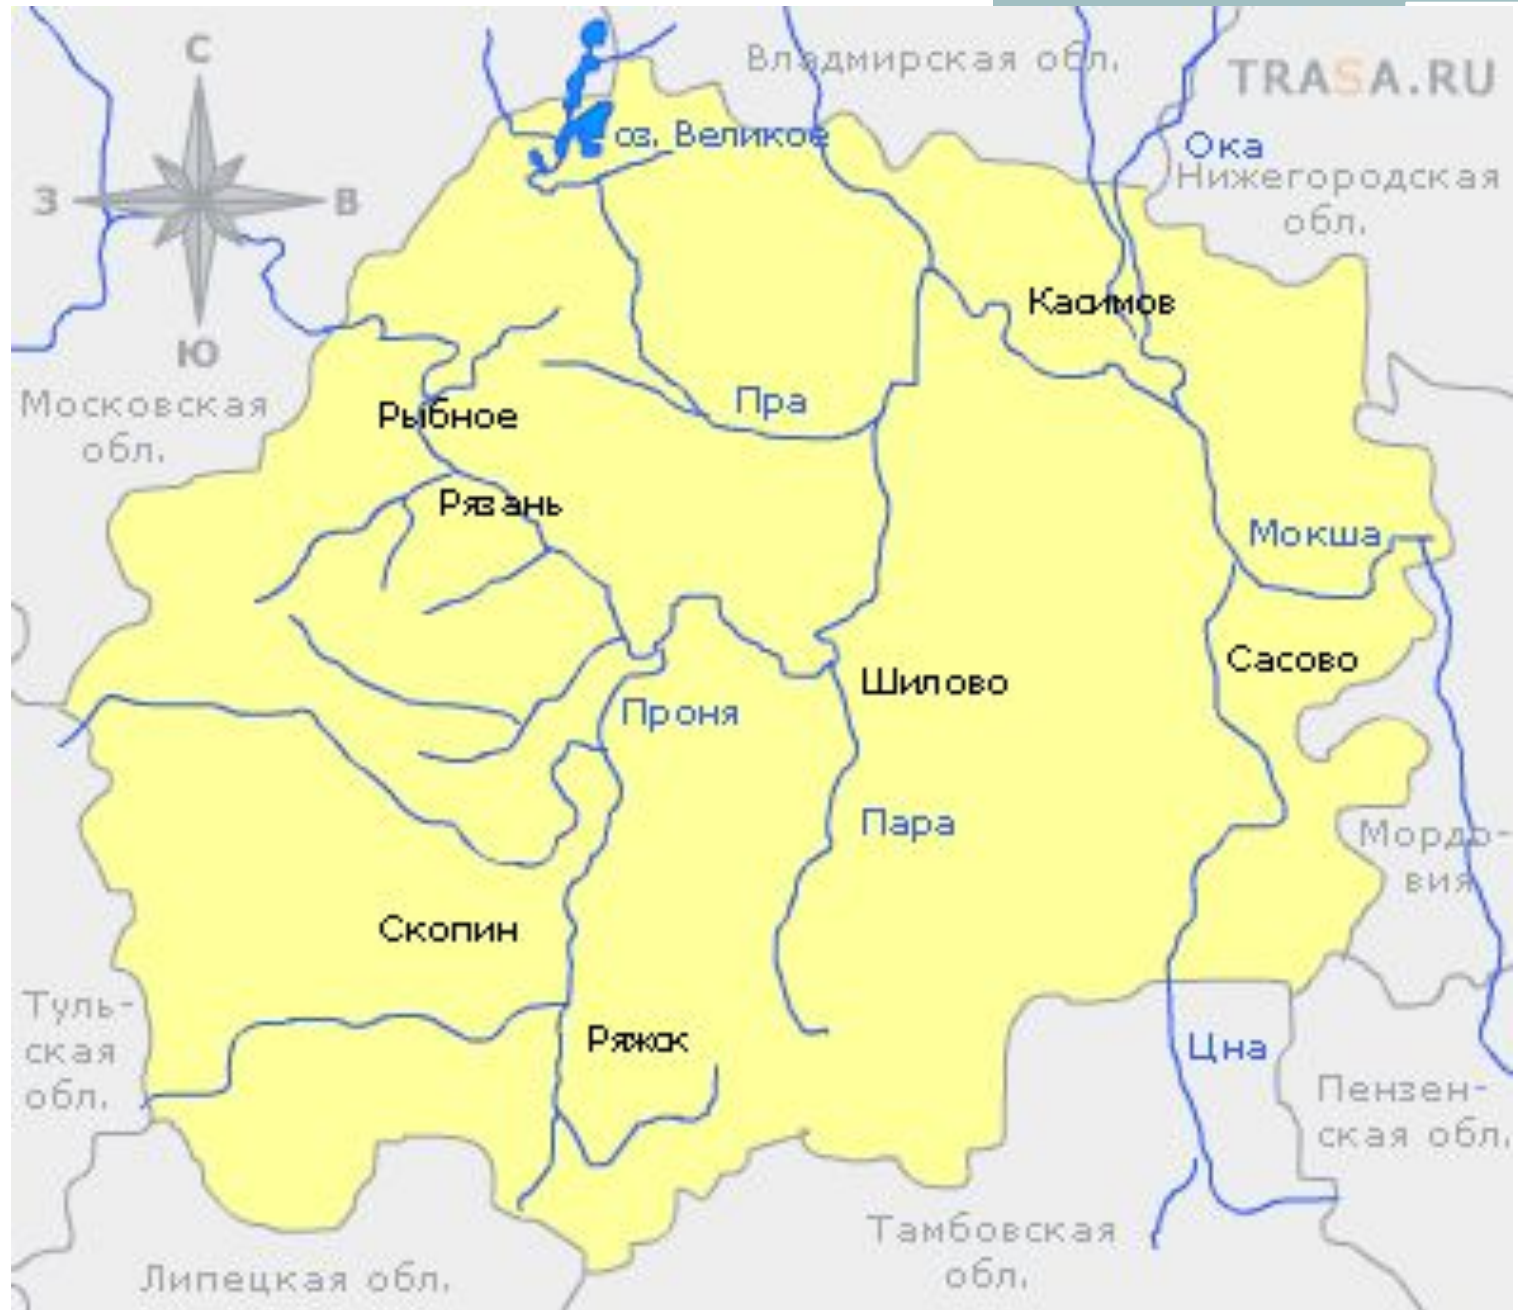 С
Владмирская обл.
TRASA.RU
оз. Великое
Ока
Нижегородская
обл.
З
В
Касимов
Ю
Московская
обл.
Рыбное
Пра
Рязань
Мокша
Сасово
Шилово
Проня
Пара
Мордо-
вия
Скопин
Туль-
ская
обл.
Ряжск
Цна
Пензен-
ская обл.
Тамбовская
обл.
Липецкая обл.